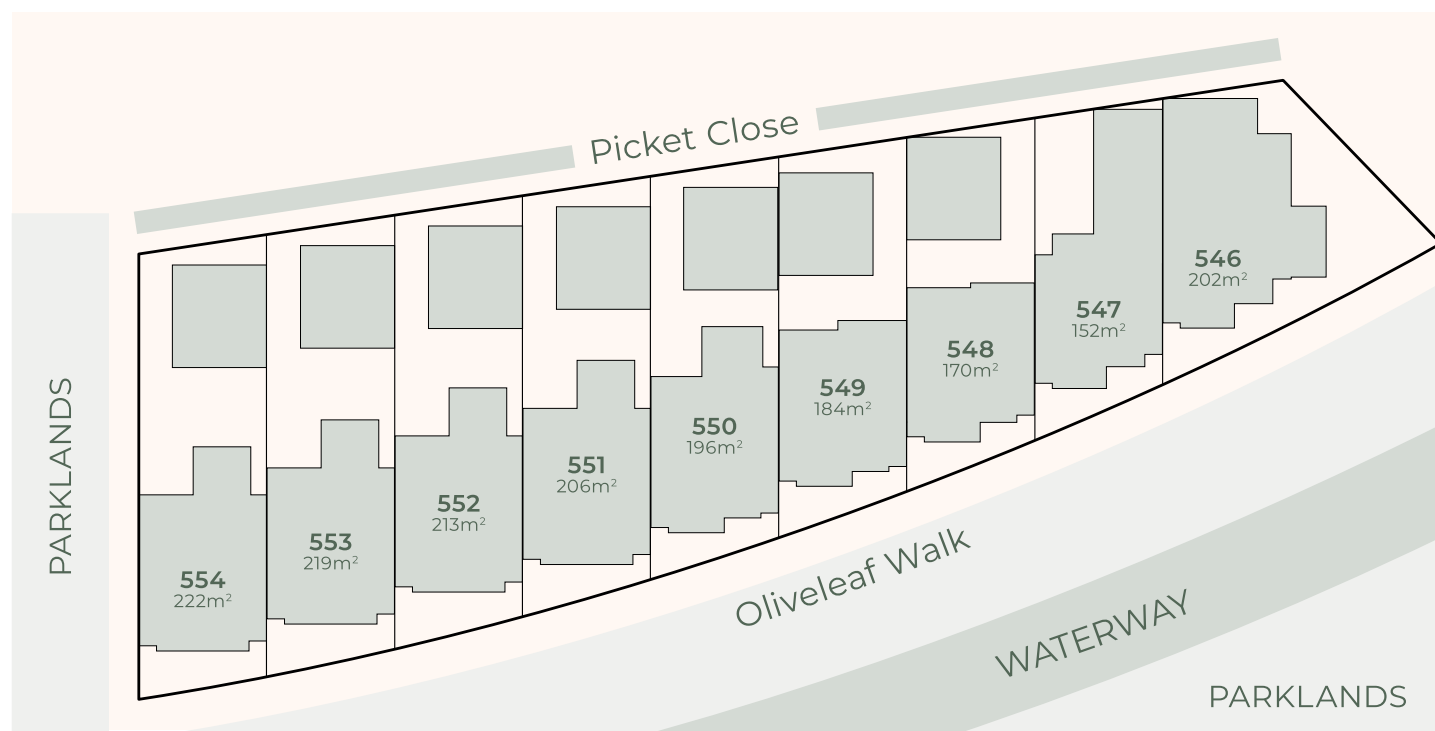 Picket Close
546
202m²
547
152m²
548
170m²
549
184m²
550
196m²
551
206m²
552
213m²
553
219m²
554
222m²
PARKLANDS
Oliveleaf Walk
WATERWAY
PARKLANDS